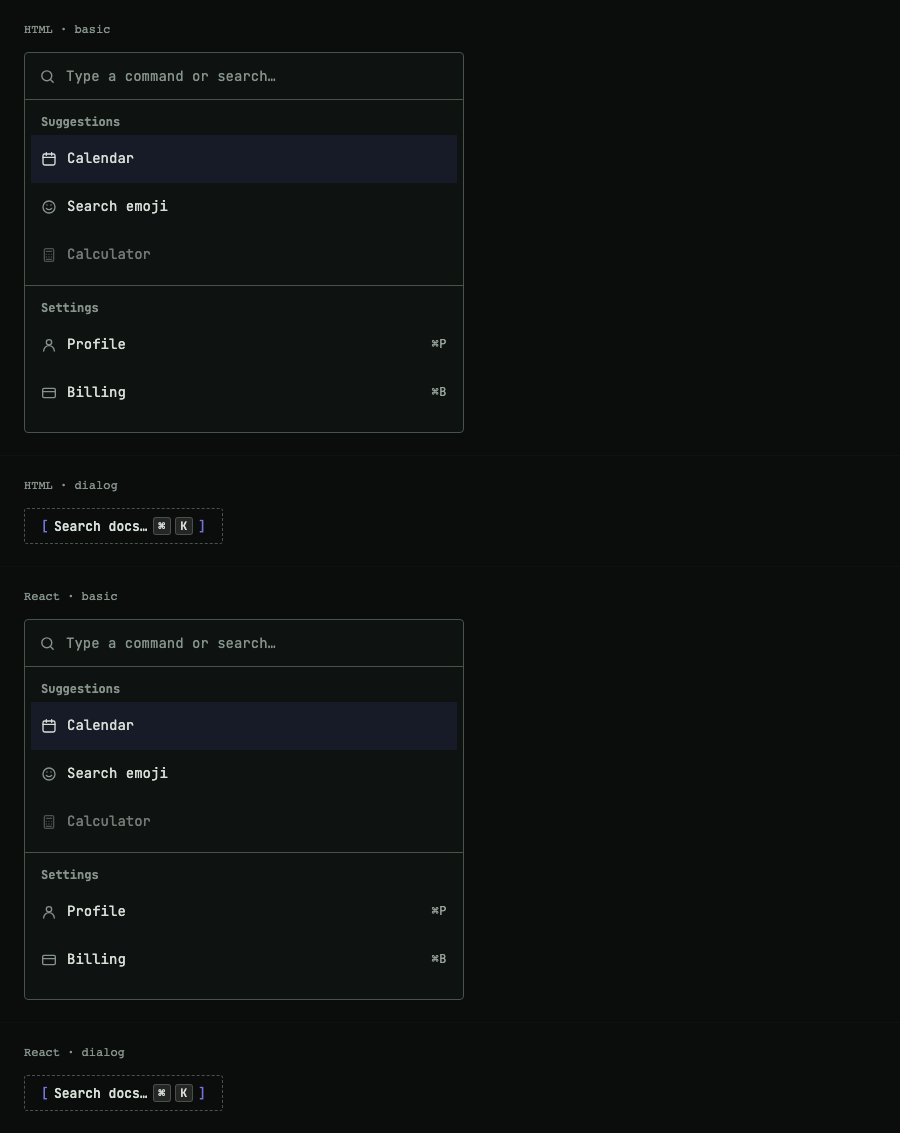 HTML · basic
Type a command or search…
Suggestions
Calendar
Search emoji
Calculator
Settings
Profile ⌘P
Billing ⌘B
HTML · dialog
[ Search docs… ⌘ K ]
React · basic
Type a command or search…
Suggestions
Calendar
Search emoji
Calculator
Settings
Profile ⌘P
Billing ⌘B
React · dialog
[ Search docs… ⌘ K ]